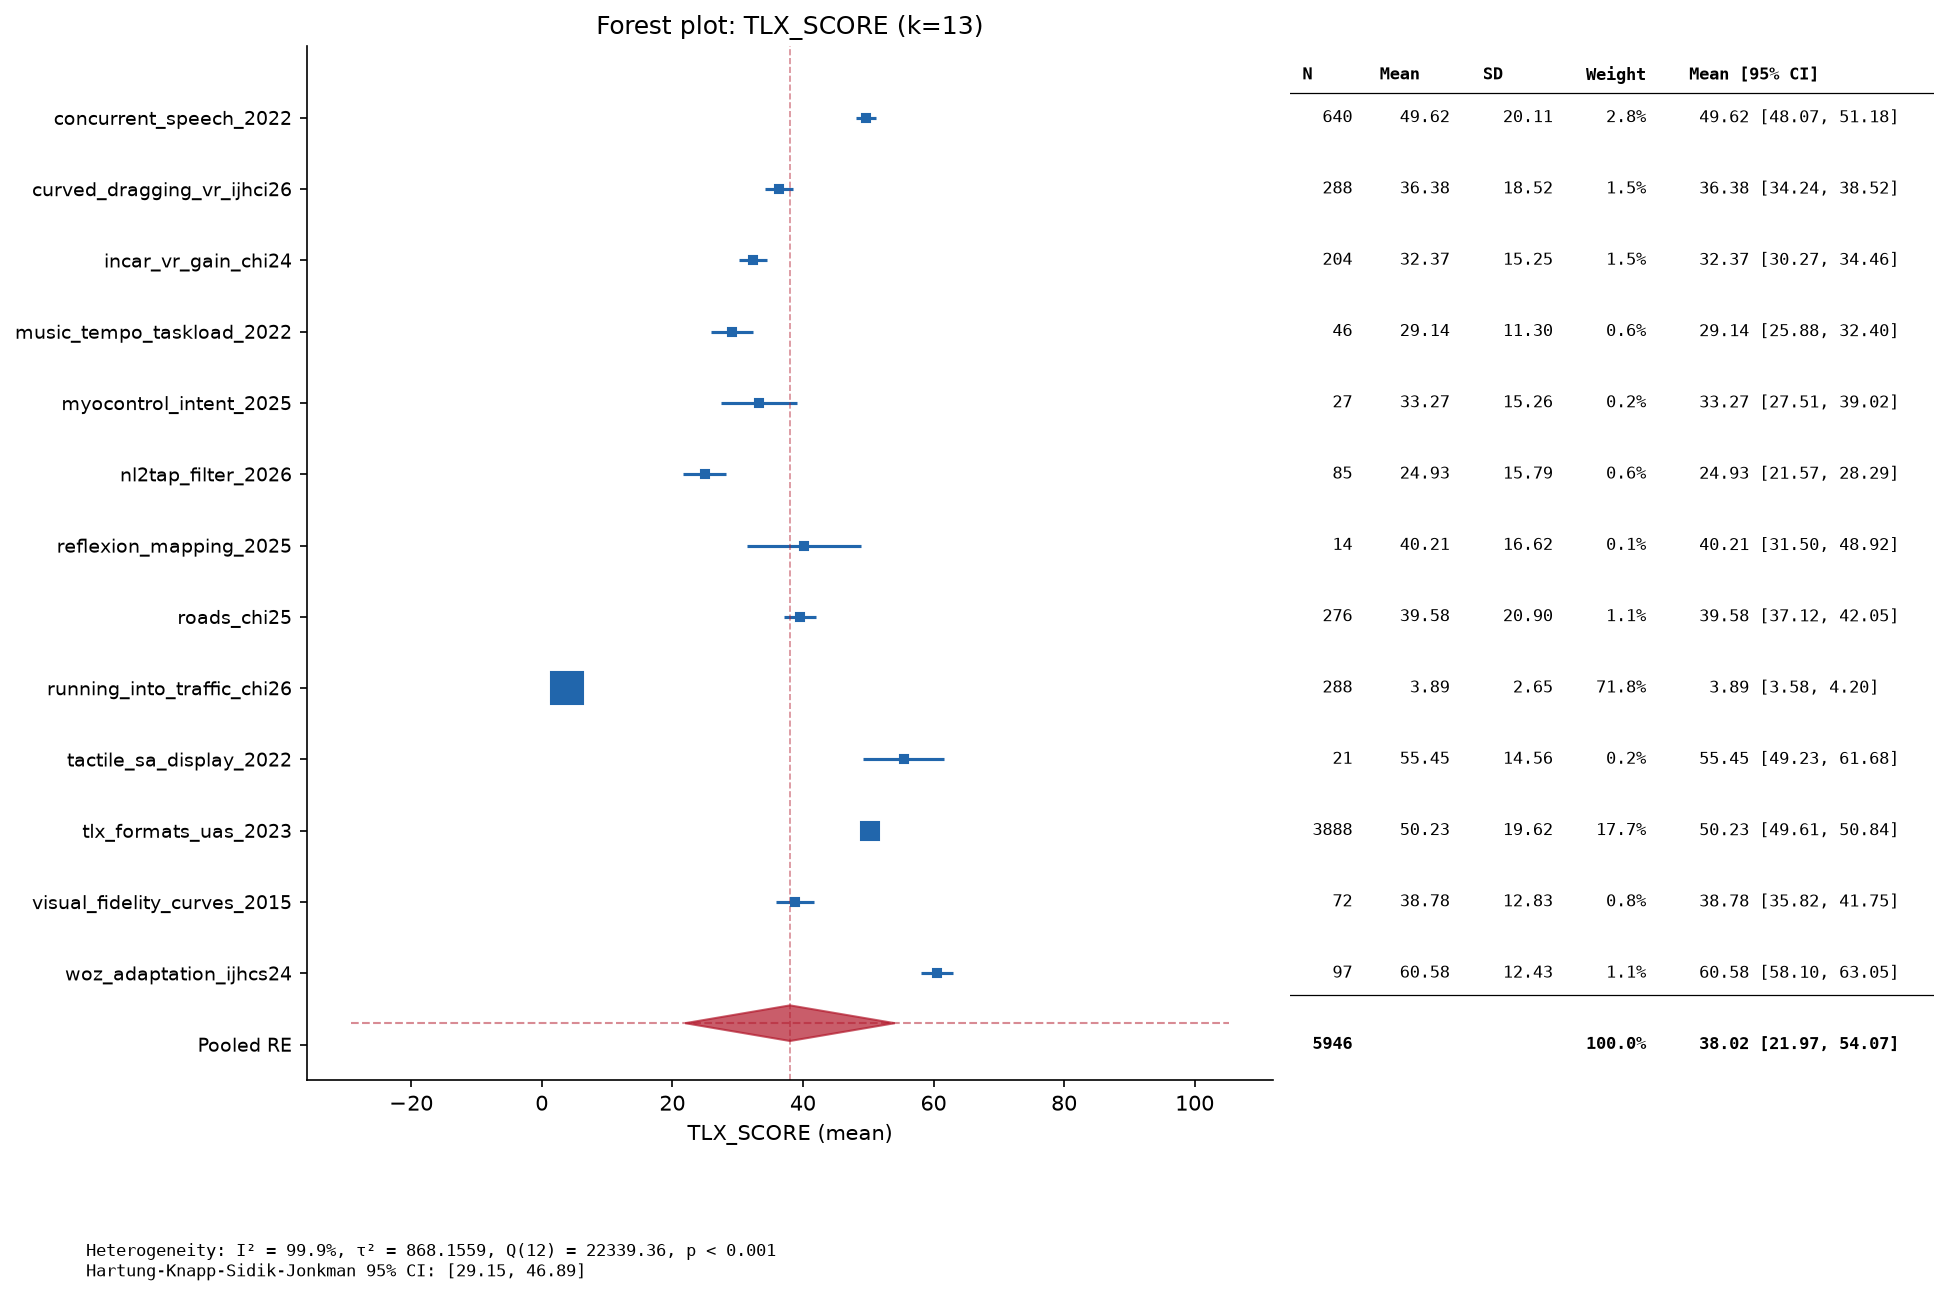 Forest plot: TLX_SCORE (k=13)
N Mean SD Weight Mean [95% CI]
concurrent_speech_2022 640 49.62 20.11 2.8% 49.62 [48.07, 51.18]
curved_dragging_vr_ijhci26 288 36.38 18.52 1.5% 36.38 [34.24, 38.52]
incar_vr_gain_chi24 204 32.37 15.25 1.5% 32.37 [30.27, 34.46]
music_tempo_taskload_2022 46 29.14 11.30 0.6% 29.14 [25.88, 32.40]
myocontrol_intent_2025 27 33.27 15.26 0.2% 33.27 [27.51, 39.02]
nl2tap_filter_2026 85 24.93 15.79 0.6% 24.93 [21.57, 28.29]
reflexion_mapping_2025 14 40.21 16.62 0.1% 40.21 [31.50, 48.92]
roads_chi25 276 39.58 20.90 1.1% 39.58 [37.12, 42.05]
running_into_traffic_chi26 288 3.89 2.65 71.8% 3.89 [3.58, 4.20]
tactile_sa_display_2022 21 55.45 14.56 0.2% 55.45 [49.23, 61.68]
tlx_formats_uas_2023 3888 50.23 19.62 17.7% 50.23 [49.61, 50.84]
visual_fidelity_curves_2015 72 38.78 12.83 0.8% 38.78 [35.82, 41.75]
woz_adaptation_ijhcs24 97 60.58 12.43 1.1% 60.58 [58.10, 63.05]
Pooled RE 5946 100.0% 38.02 [21.97, 54.07]
−20 0 20 40 60 80 100
TLX_SCORE (mean)
Heterogeneity: I² = 99.9%, τ² = 868.1559, Q(12) = 22339.36, p < 0.001
Hartung-Knapp-Sidik-Jonkman 95% CI: [29.15, 46.89]